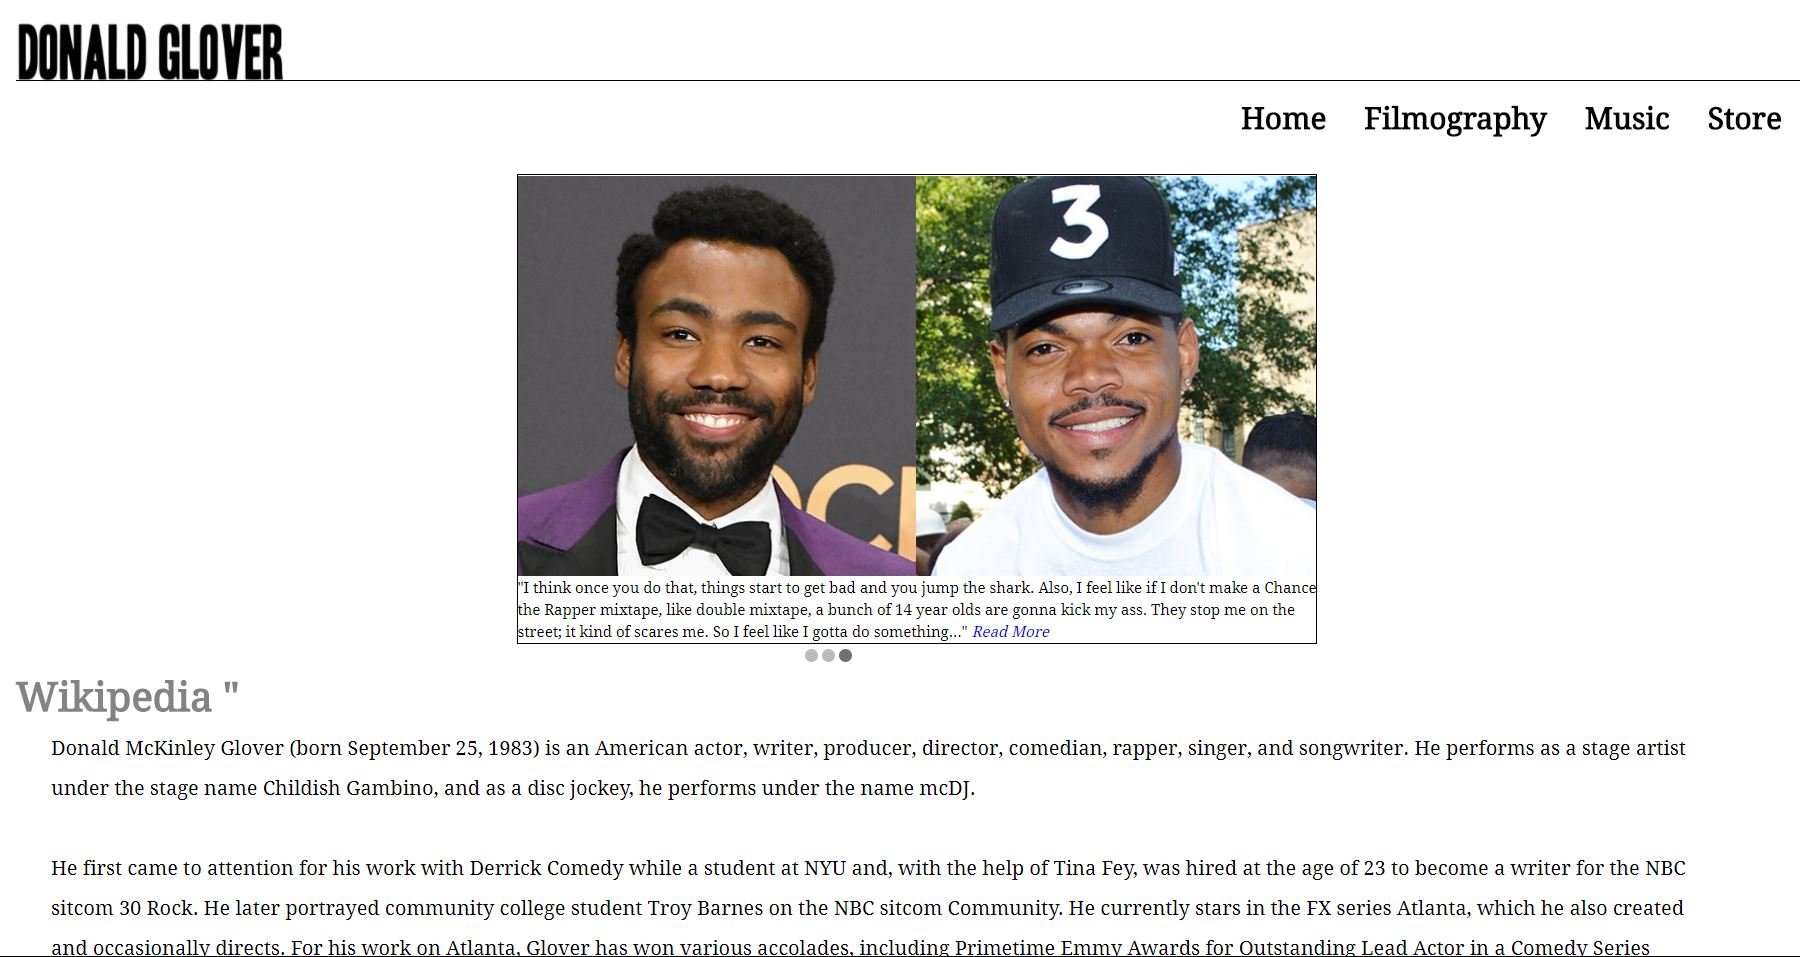 DONALD GLOVER
Home Filmography Music Store
3
"I think once you do that, things start to get bad and you jump the shark. Also, I feel like if I don't make a Chance
the Rapper mixtape, like double mixtape, a bunch of 14 year olds are gonna kick my ass. They stop me on the
street; it kind of scares me. So I feel like I gotta do something..." Read More
Wikipedia "
Donald McKinley Glover (born September 25, 1983) is an American actor, writer, producer, director, comedian, rapper, singer, and songwriter. He performs as a stage artist
under the stage name Childish Gambino, and as a disc jockey, he performs under the name mcDJ.
He first came to attention for his work with Derrick Comedy while a student at NYU and, with the help of Tina Fey, was hired at the age of 23 to become a writer for the NBC
sitcom 30 Rock. He later portrayed community college student Troy Barnes on the NBC sitcom Community. He currently stars in the FX series Atlanta, which he also created
and occasionally directs. For his work on Atlanta, Glover has won various accolades, including Primetime Emmy Awards for Outstanding Lead Actor in a Comedy Series